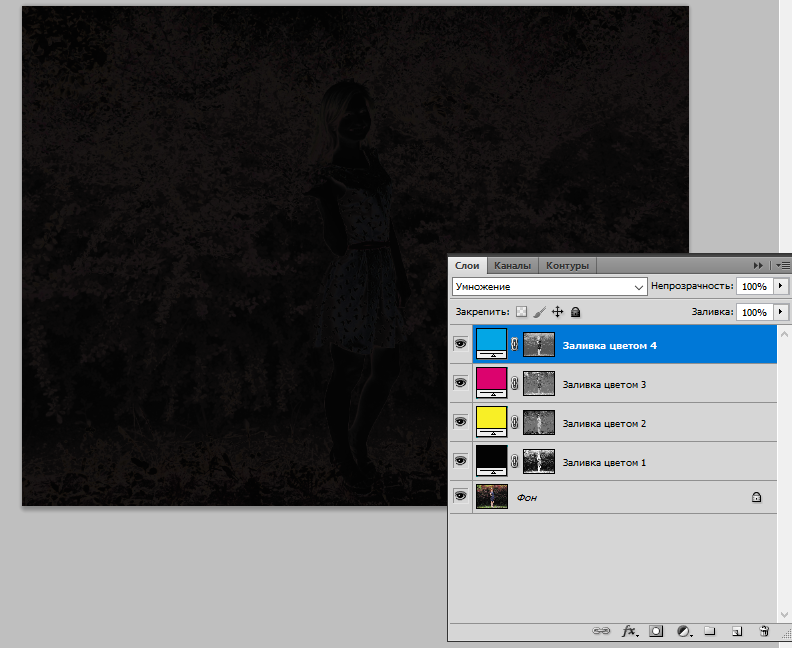 Слои Каналы Контуры
Умножение Непрозрачность: 100%
Закрепить: Заливка: 100%
Заливка цветом 4
Заливка цветом 3
Заливка цветом 2
Заливка цветом 1
Фон
fx